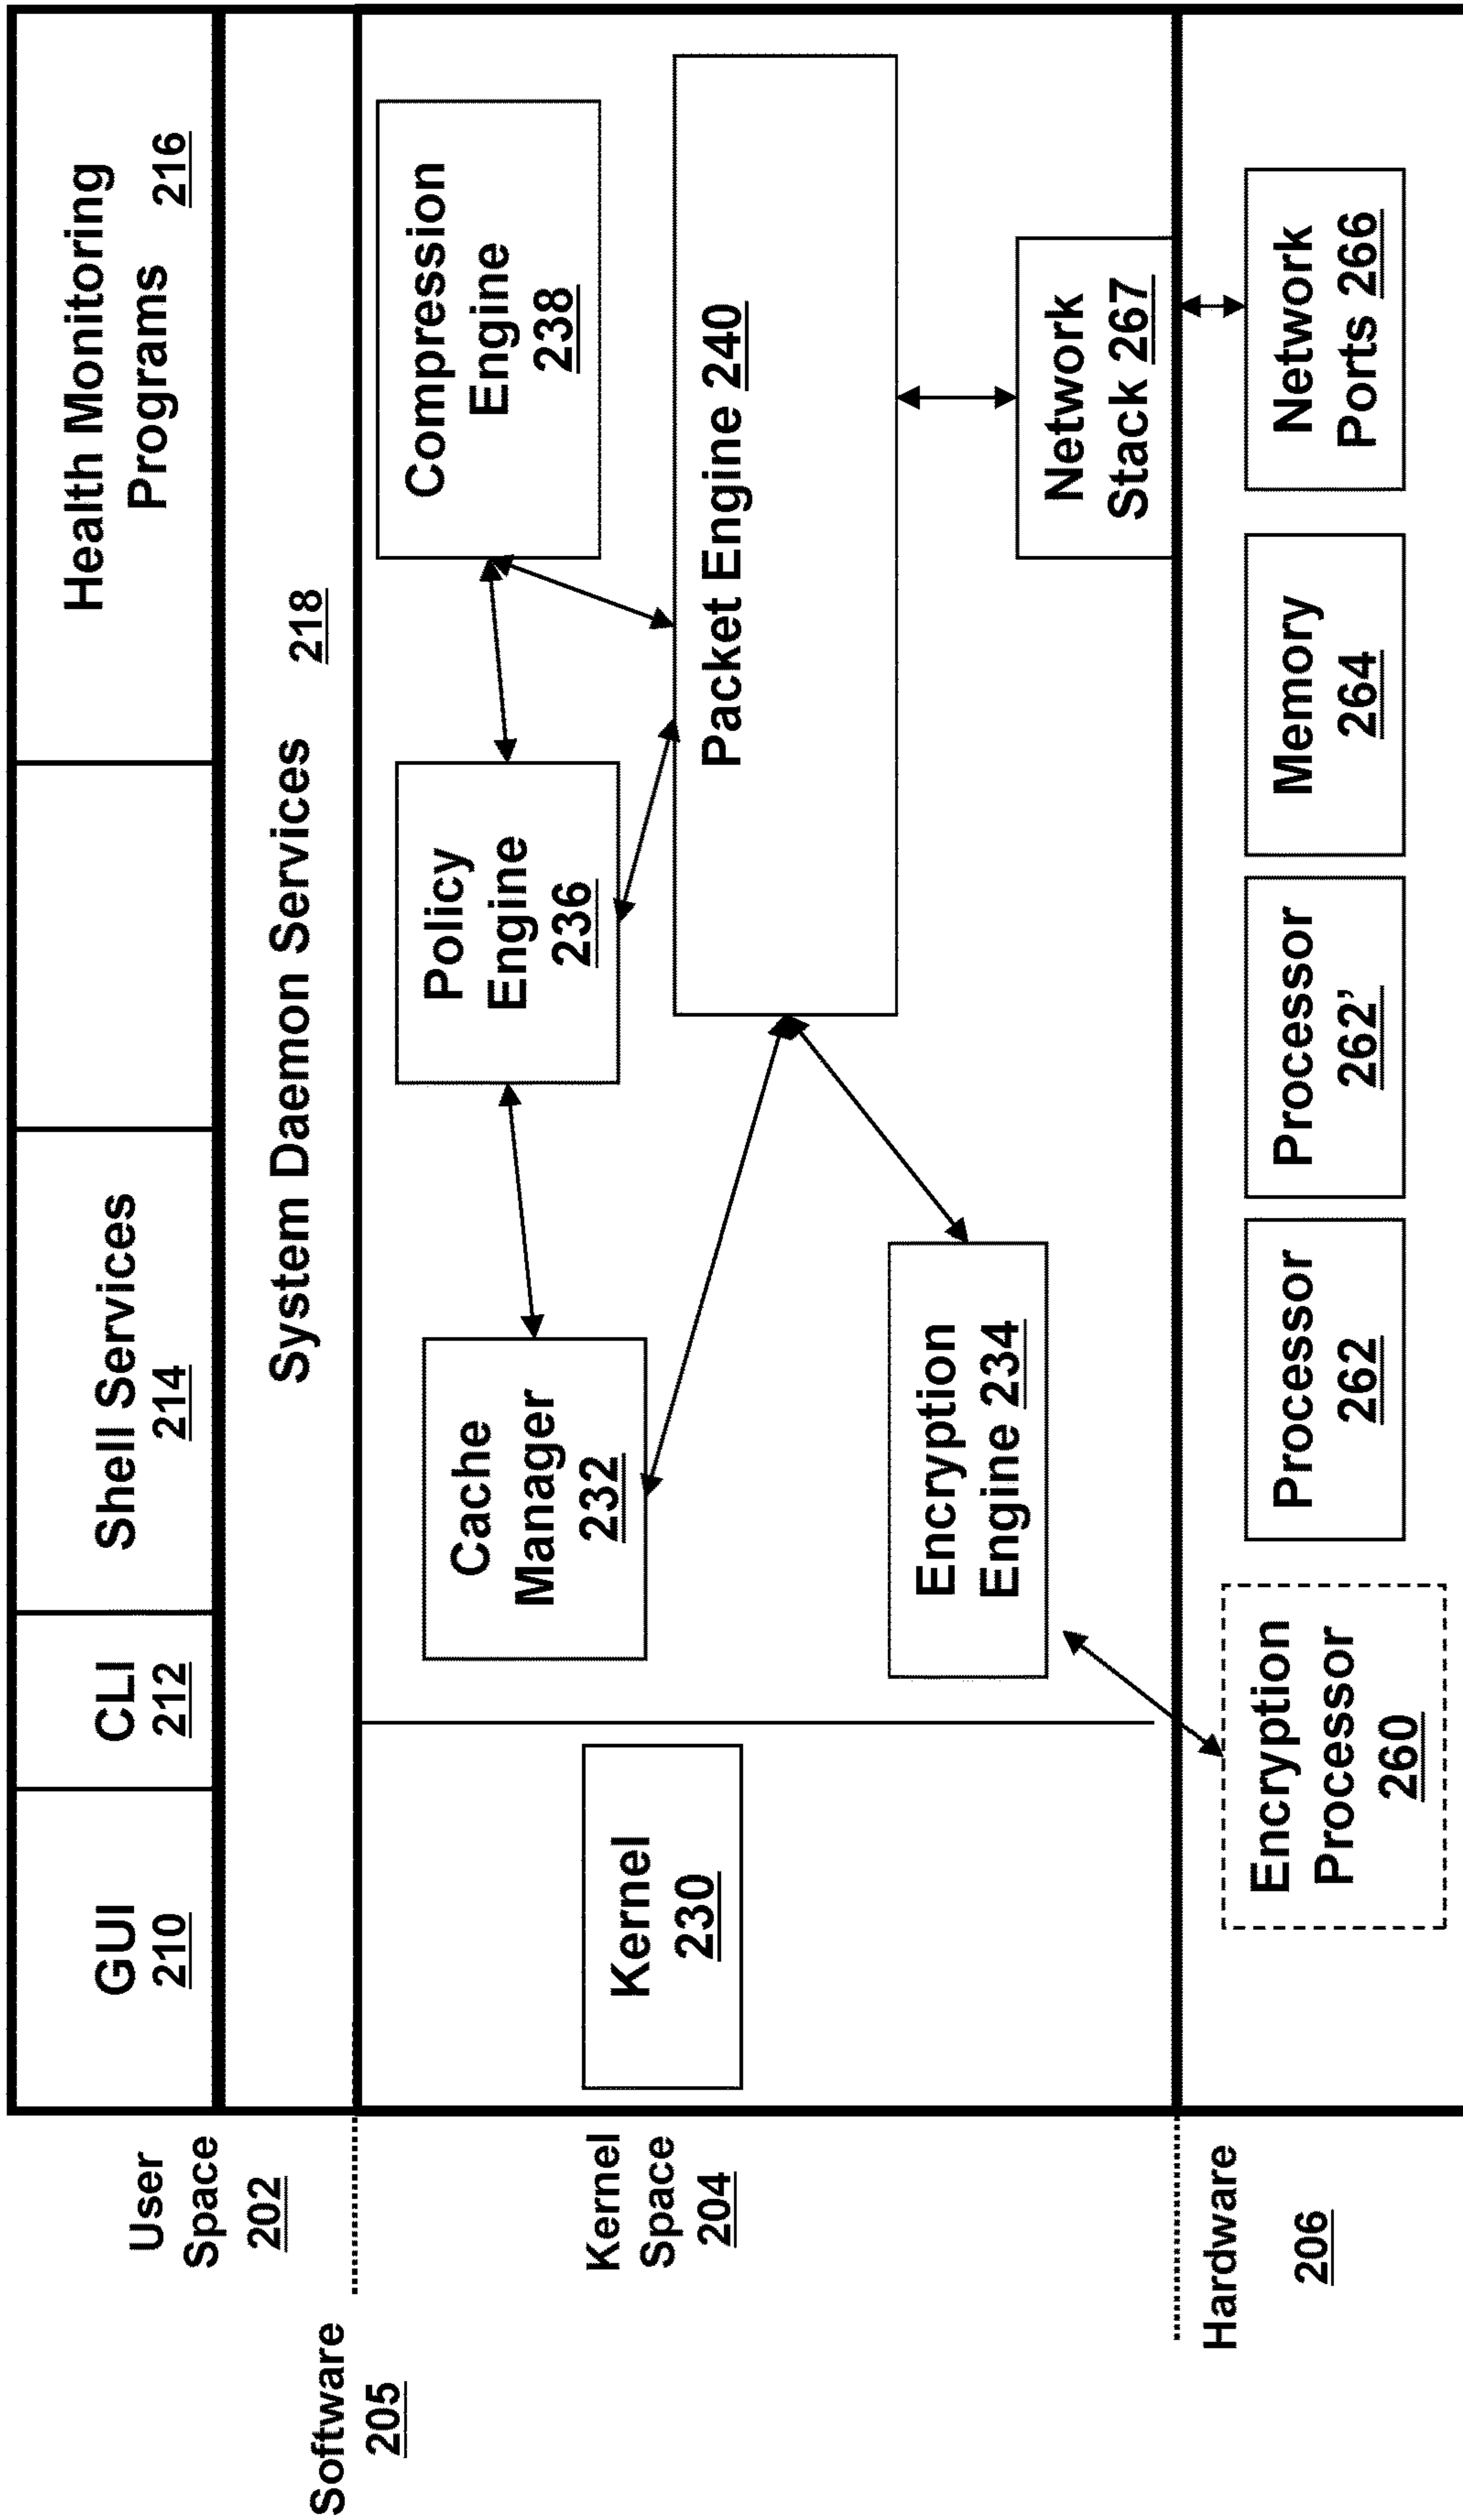 GUI
210
CLI
212
Shell Services
214
Health Monitoring
Programs 216
System Daemon Services 218
User
Space
202
Software
205
Kernel
Space
204
Kernel
230
Cache
Manager
232
Policy
Engine
236
Compression
Engine
238
Packet Engine 240
Encryption
Engine 234
Network
Stack 267
Hardware
206
Encryption
Processor
260
Processor
262
Processor
262’
Memory
264
Network
Ports 266